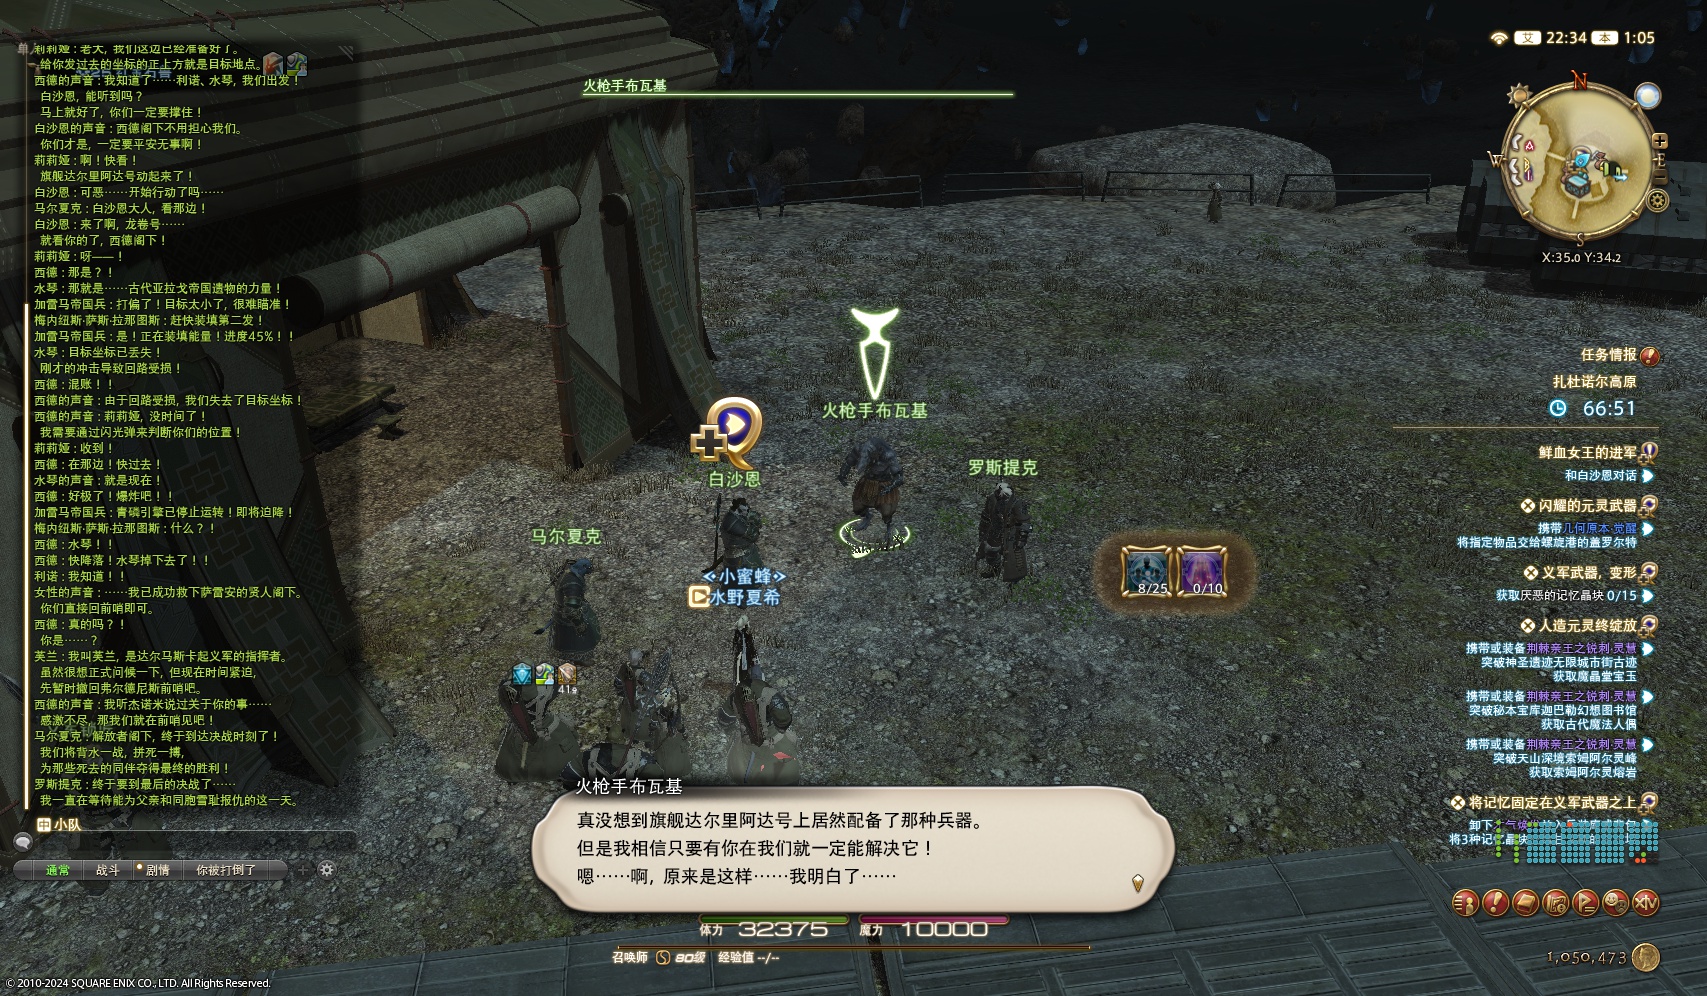 莉莉娅：老大，我们这边已经准备好了。
给你发过去的坐标的正上方就是目标地点。
西德的声音：我知道了……利诺、水琴，我们出发！
白沙恩，能听到吗？
马上就好了，你们一定要撑住！
白沙恩的声音：西德阁下不用担心我们。
你们才是，一定要平安无事啊！
莉莉娅：啊！快看！
旗舰达尔里阿达号动起来了！
白沙恩：可恶……开始行动了吗……
马尔夏克：白沙恩大人，看那边！
白沙恩：来了啊，龙卷号……
就看你的了，西德阁下！
莉莉娅：呀——！
西德：那是？！
水琴：那就是……古代亚拉戈帝国遗物的力量！
加雷马帝国兵：打偏了！目标太小了，很难瞄准！
梅内纽斯·萨斯·拉那图斯：赶快装填第二发！
加雷马帝国兵：是！正在装填能量！进度45%！！
水琴：目标坐标已丢失！
刚才的冲击导致回路受损！
西德：混账！！
西德的声音：由于回路受损，我们失去了目标坐标！
西德的声音：莉莉娅，没时间了！
我需要通过闪光弹来判断你们的位置！
莉莉娅：收到！
西德：在那边！快过去！
水琴的声音：就是现在！
西德：好极了！爆炸吧！！
加雷马帝国兵：青磷引擎已停止运转！即将迫降！
梅内纽斯·萨斯·拉那图斯：什么？！
西德：水琴！！
西德：快降落！水琴掉下去了！！
利诺：我知道！！
女性的声音：……我已成功救下萨雷安的贤人阁下。
你们直接回前哨即可。
西德：真的吗？！
你是……？
芙兰：我叫芙兰，是达尔马斯卡起义军的指挥者。
虽然很想正式问候一下，但现在时间紧迫，
先暂时撤回弗尔德尼斯前哨吧。
西德的声音：我听杰诺米说过关于你的事……
感激不尽，那我们就在前哨见吧！
马尔夏克：解放者阁下，终于到达决战时刻了！
我们将背水一战，拼死一搏，
为那些死去的同伴夺得最终的胜利！
罗斯提克：终于要到最后的决战了……
我一直在等待能为父亲和同胞雪耻报仇的这一天。
小队
通常 战斗 剧情 你被打倒了
火枪手布瓦基
火枪手布瓦基
白沙恩
罗斯提克
马尔夏克
小蜜蜂
水野夏希
8/25 0/10
41s
火枪手布瓦基
真没想到旗舰达尔里阿达号上居然配备了那种兵器。
但是我相信只要有你在我们就一定能解决它！
嗯……啊，原来是这样……我明白了……
体力 32375 魔力 10000
召唤师 80级 经验值 --/--
艾 22:34 本 1:05
N
W
E
S
X:35.0 Y:34.2
任务情报
扎杜诺尔高原
66:51
鲜血女王的进军
和白沙恩对话
闪耀的元灵武器
携带几何原本·觉醒
将指定物品交给螺旋港的盖罗尔特
义军武器，变形
获取厌恶的记忆晶块 0/15
人造元灵终绽放
携带或装备荆棘亲王之锐刺·灵慧
突破神圣遗迹无限城市街古迹
获取魔晶堂宝玉
携带或装备荆棘亲王之锐刺·灵慧
突破秘本宝库迦巴勒幻想图书馆
获取古代魔法人偶
携带或装备荆棘亲王之锐刺·灵慧
突破天山深境索姆阿尔灵峰
获取索姆阿尔灵熔岩
将记忆固定在义军武器之上
卸下
将3种记
1,050,473
© 2010-2024 SQUARE ENIX CO., LTD. All Rights Reserved.